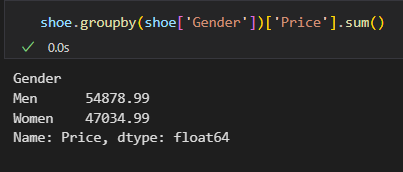 shoe.groupby(shoe['Gender'])['Price'].sum()
0.0s
Gender
Men      54878.99
Women    47034.99
Name: Price, dtype: float64